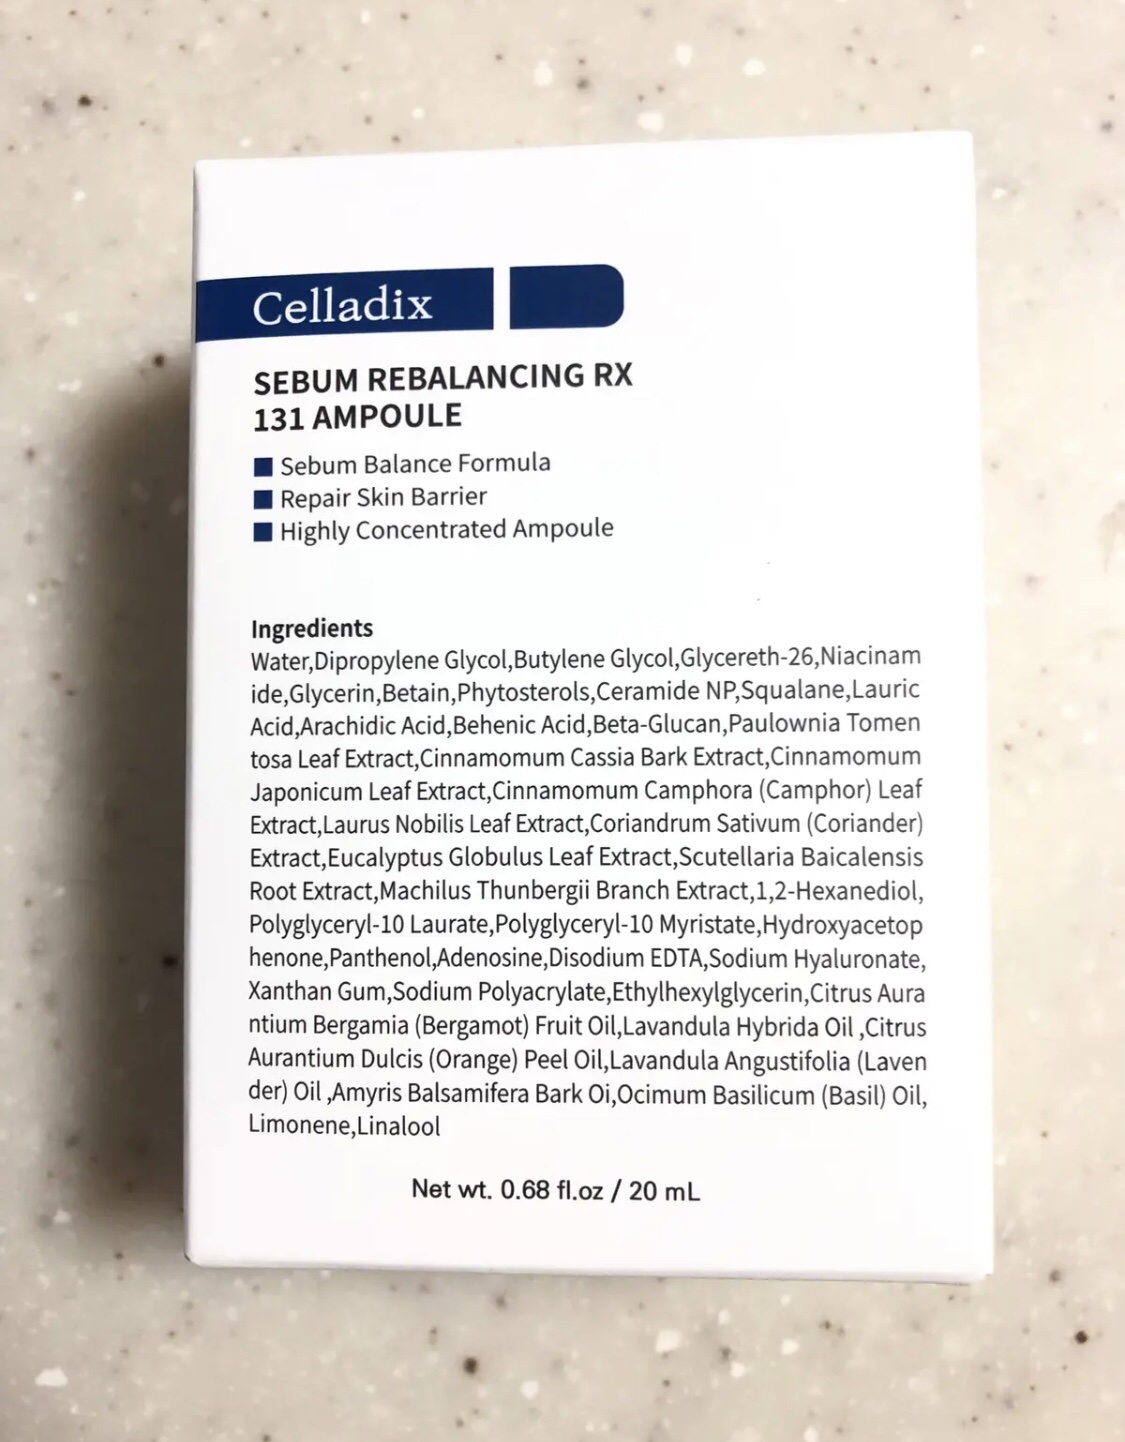 Celladix
SEBUM REBALANCING RX
131 AMPOULE
Sebum Balance Formula
Repair Skin Barrier
Highly Concentrated Ampoule
Ingredients
Water,Dipropylene Glycol,Butylene Glycol,Glycereth-26,Niacinam
ide,Glycerin,Betain,Phytosterols,Ceramide NP,Squalane,Lauric
Acid,Arachidic Acid,Behenic Acid,Beta-Glucan,Paulownia Tomen
tosa Leaf Extract,Cinnamomum Cassia Bark Extract,Cinnamomum
Japonicum Leaf Extract,Cinnamomum Camphora (Camphor) Leaf
Extract,Laurus Nobilis Leaf Extract,Coriandrum Sativum (Coriander)
Extract,Eucalyptus Globulus Leaf Extract,Scutellaria Baicalensis
Root Extract,Machilus Thunbergii Branch Extract,1,2-Hexanediol,
Polyglyceryl-10 Laurate,Polyglyceryl-10 Myristate,Hydroxyacetop
henone,Panthenol,Adenosine,Disodium EDTA,Sodium Hyaluronate,
Xanthan Gum,Sodium Polyacrylate,Ethylhexylglycerin,Citrus Aura
ntium Bergamia (Bergamot) Fruit Oil,Lavandula Hybrida Oil ,Citrus
Aurantium Dulcis (Orange) Peel Oil,Lavandula Angustifolia (Laven
der) Oil ,Amyris Balsamifera Bark Oi,Ocimum Basilicum (Basil) Oil,
Limonene,Linalool
Net wt. 0.68 fl.oz / 20 mL